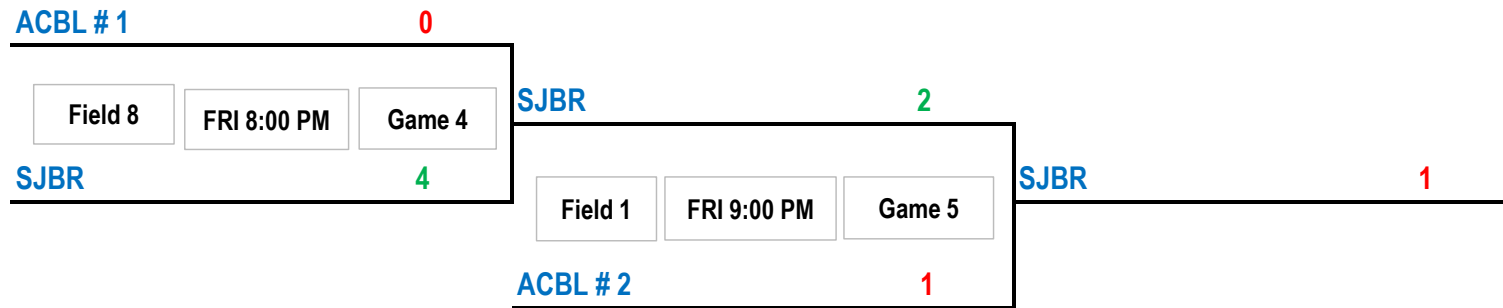 ACBL # 1 0
Field 8 FRI 8:00 PM Game 4
SJBR 2
SJBR 4
SJBR 1
Field 1 FRI 9:00 PM Game 5
ACBL # 2 1